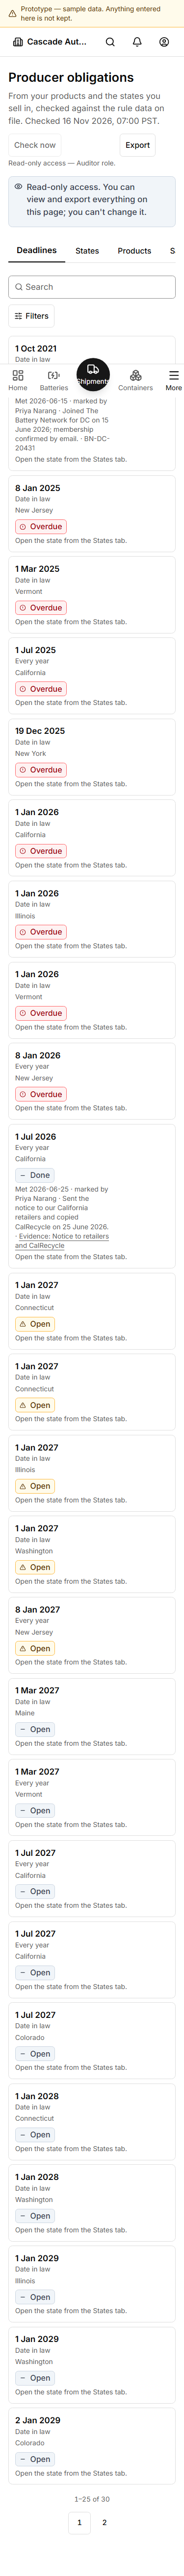 Prototype — sample data. Anything entered
here is not kept.
Cascade Aut...
Producer obligations
From your products and the states you
sell in, checked against the rule data on
file. Checked 16 Nov 2026, 07:00 PST.
Check now
Export
Read-only access — Auditor role.
Read-only access. You can
view and export everything on
this page; you can't change it.
Deadlines
States
Products
S
Search
Filters
1 Oct 2021
Date in law
Home
Batteries
Shipments
Containers
More
Met 2026-06-15 · marked by
Priya Narang · Joined The
Battery Network for DC on 15
June 2026; membership
confirmed by email. · BN-DC-
20431
Open the state from the States tab.
8 Jan 2025
Date in law
New Jersey
Overdue
Open the state from the States tab.
1 Mar 2025
Date in law
Vermont
Overdue
Open the state from the States tab.
1 Jul 2025
Every year
California
Overdue
Open the state from the States tab.
19 Dec 2025
Date in law
New York
Overdue
Open the state from the States tab.
1 Jan 2026
Date in law
California
Overdue
Open the state from the States tab.
1 Jan 2026
Date in law
Illinois
Overdue
Open the state from the States tab.
1 Jan 2026
Date in law
Vermont
Overdue
Open the state from the States tab.
8 Jan 2026
Every year
New Jersey
Overdue
Open the state from the States tab.
1 Jul 2026
Every year
California
Done
Met 2026-06-25 · marked by
Priya Narang · Sent the
notice to our California
retailers and copied
CalRecycle on 25 June 2026.
· Evidence: Notice to retailers
and CalRecycle
Open the state from the States tab.
1 Jan 2027
Date in law
Connecticut
Open
Open the state from the States tab.
1 Jan 2027
Date in law
Connecticut
Open
Open the state from the States tab.
1 Jan 2027
Date in law
Illinois
Open
Open the state from the States tab.
1 Jan 2027
Date in law
Washington
Open
Open the state from the States tab.
8 Jan 2027
Every year
New Jersey
Open
Open the state from the States tab.
1 Mar 2027
Date in law
Maine
Open
Open the state from the States tab.
1 Mar 2027
Every year
Vermont
Open
Open the state from the States tab.
1 Jul 2027
Every year
California
Open
Open the state from the States tab.
1 Jul 2027
Every year
California
Open
Open the state from the States tab.
1 Jul 2027
Date in law
Colorado
Open
Open the state from the States tab.
1 Jan 2028
Date in law
Connecticut
Open
Open the state from the States tab.
1 Jan 2028
Date in law
Washington
Open
Open the state from the States tab.
1 Jan 2029
Date in law
Illinois
Open
Open the state from the States tab.
1 Jan 2029
Date in law
Washington
Open
Open the state from the States tab.
2 Jan 2029
Date in law
Colorado
Open
Open the state from the States tab.
1–25 of 30
1
2